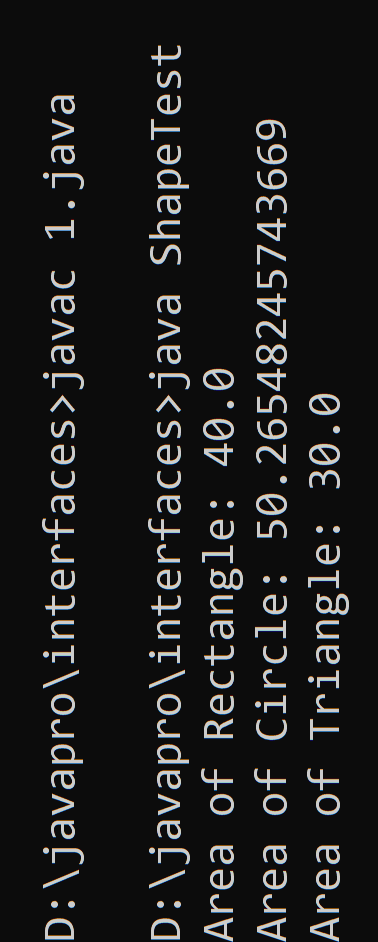 D:\javapro\interfaces>javac 1.java
D:\javapro\interfaces>java ShapeTest
Area of Rectangle: 40.0
Area of Circle: 50.26548245743669
Area of Triangle: 30.0